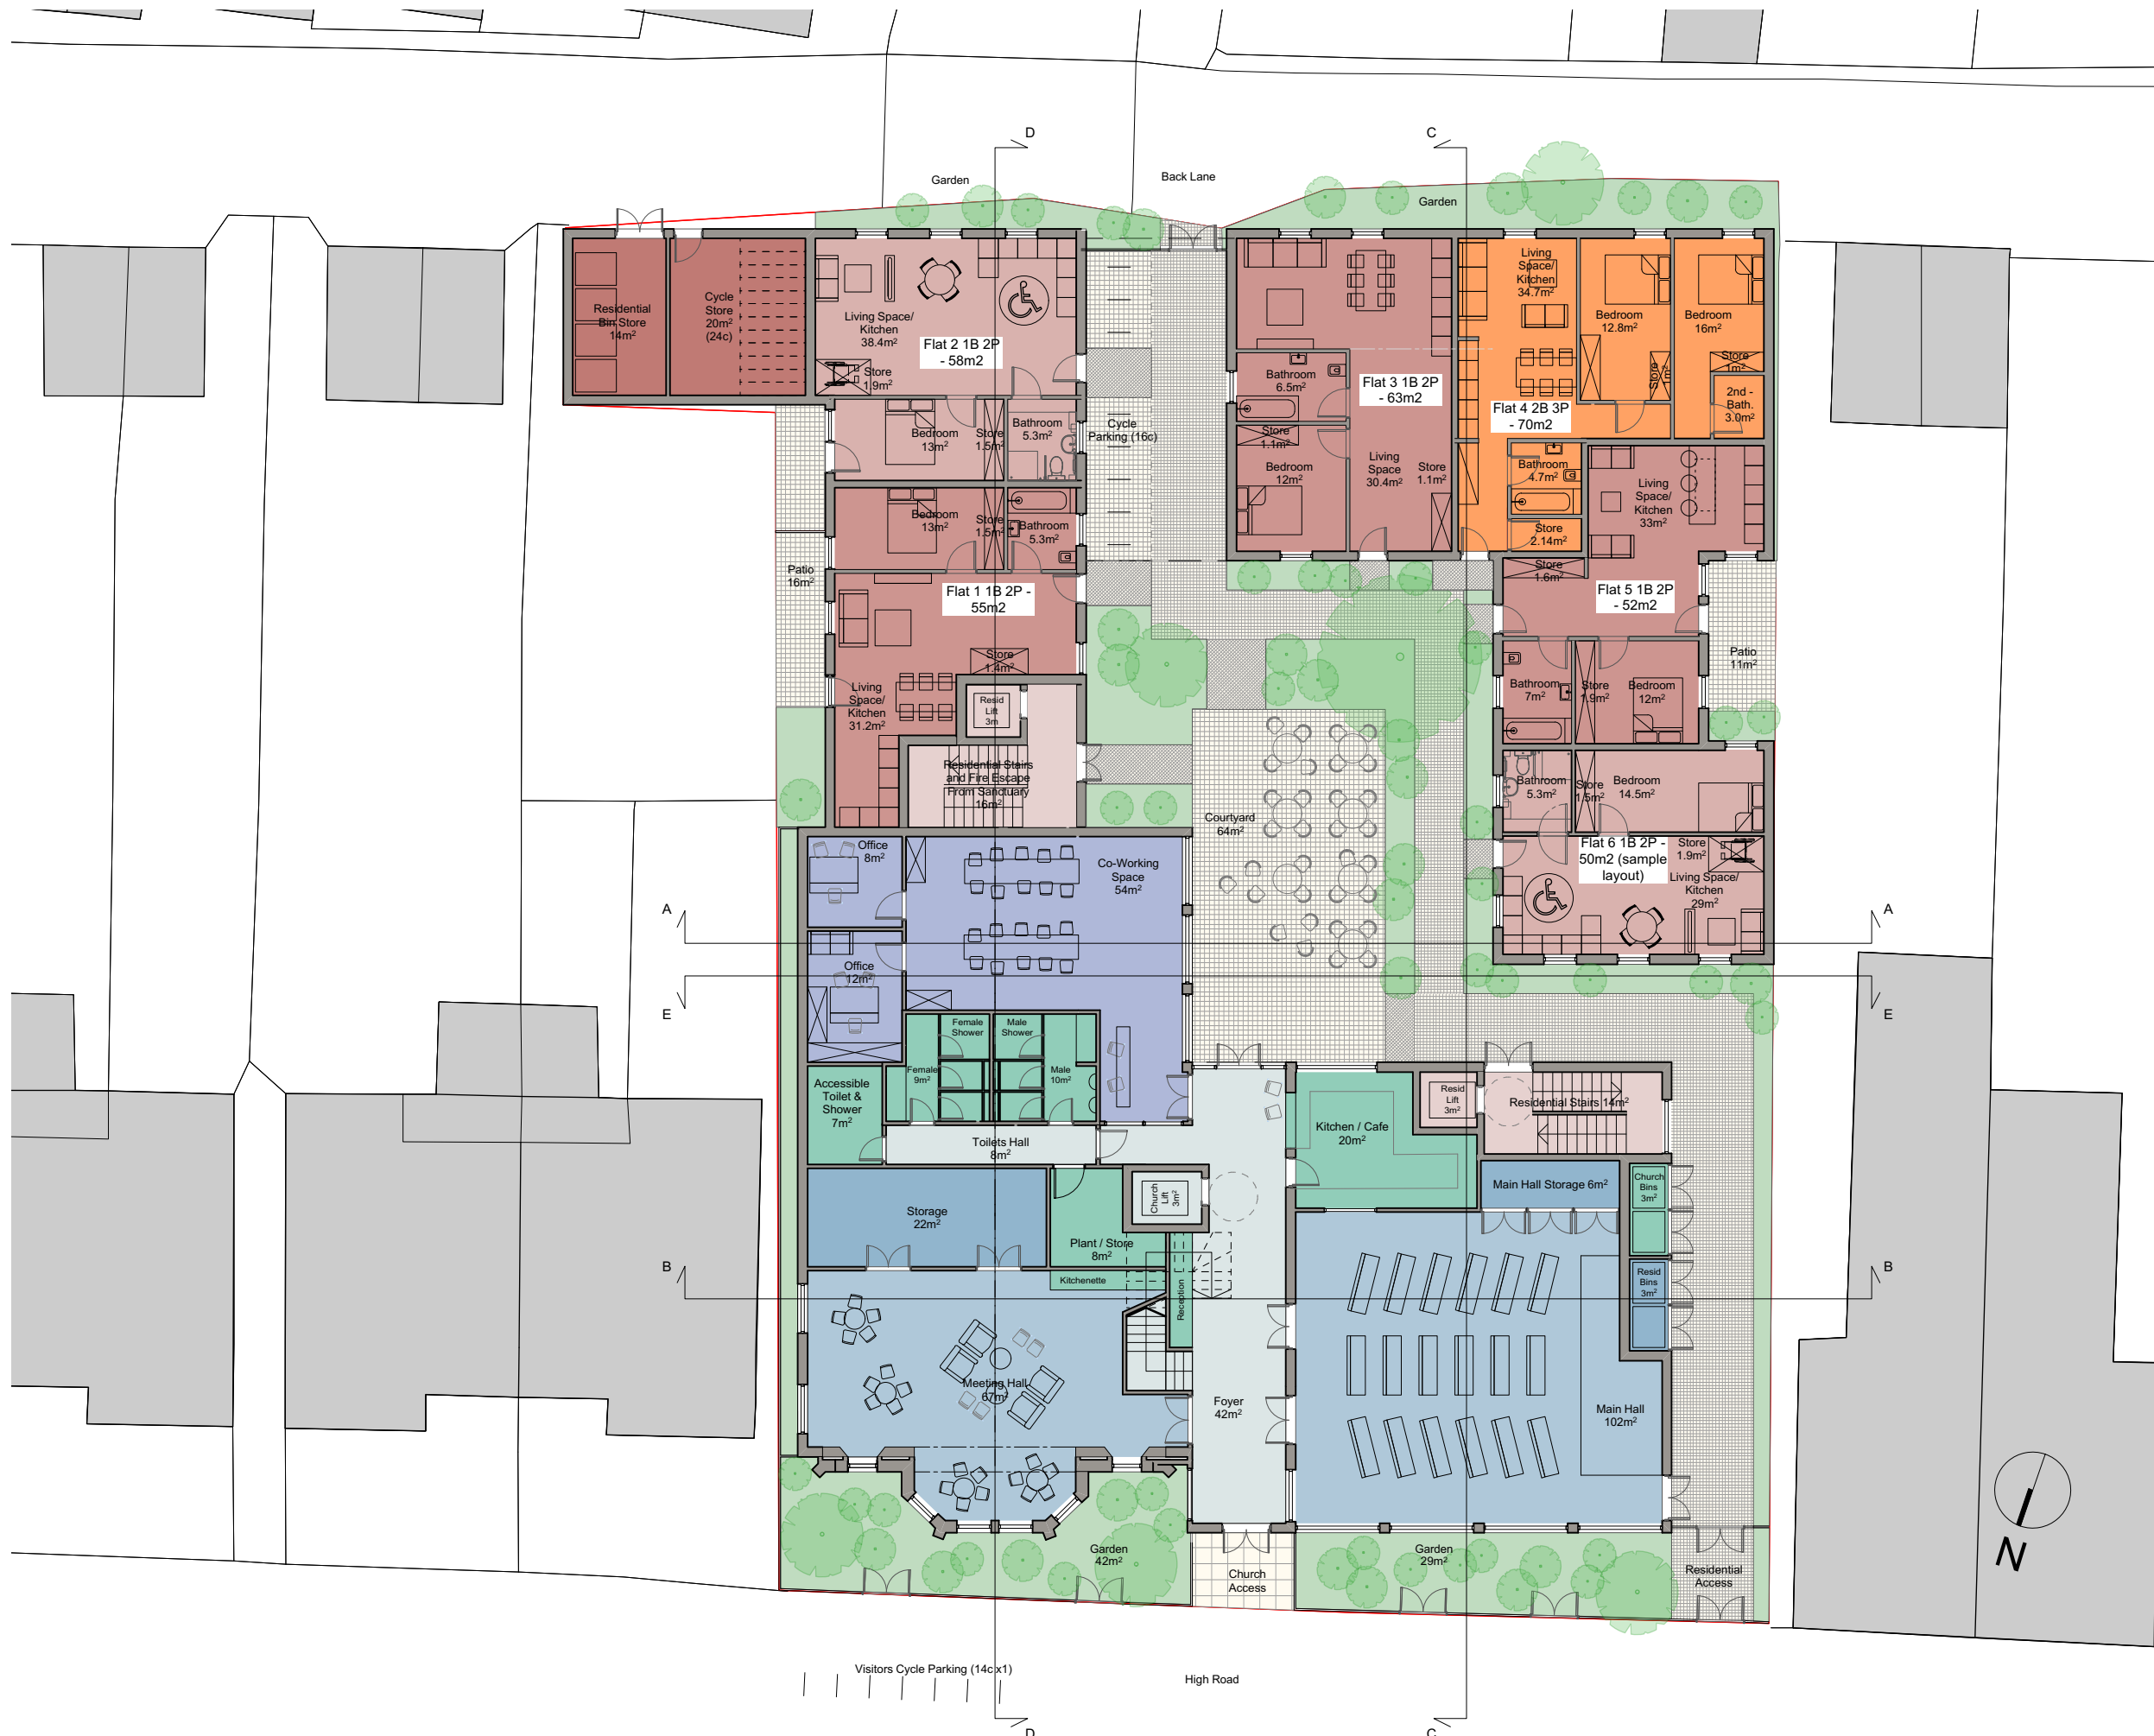 D
C
Garden
Back Lane
Garden
Residential
Bin Store
14m²
Cycle
Store
20m²
(24c)
Living Space/
Kitchen
38.4m²
Flat 2 1B 2P
- 58m2
Store
1.9m²
Bedroom
13m²
Store
1.5m²
Bathroom
5.3m²
Cycle
Parking (16c)
Bedroom
13m²
Store
1.5m²
Bathroom
5.3m²
Patio
16m²
Flat 1 1B 2P -
55m2
Store
1.4m²
Living
Space/
Kitchen
31.2m²
Resid
Lift
3m
Residential Stairs
and Fire Escape
From Sanctuary
16m²
Bathroom
6.5m²
Flat 3 1B 2P
- 63m2
Store
1.1m²
Bedroom
12m²
Living
Space
30.4m²
Store
1.1m²
Living
Space/
Kitchen
34.7m²
Bedroom
12.8m²
Bedroom
16m²
Store
1m²
Store
1m²
2nd -
Bath.
3.0m²
Flat 4 2B 3P
- 70m2
Bathroom
4.7m²
Store
2.14m²
Living
Space/
Kitchen
33m²
Store
1.6m²
Flat 5 1B 2P
- 52m2
Patio
11m²
Bathroom
7m²
Store
1.9m²
Bedroom
12m²
Bathroom
5.3m²
Store
1.5m²
Bedroom
14.5m²
Flat 6 1B 2P -
50m2 (sample
layout)
Store
1.9m²
Living Space/
Kitchen
29m²
Courtyard
64m²
Office
8m²
Co-Working
Space
54m²
A
A
Office
12m²
E
E
Female
Shower
Male
Shower
Female
9m²
Male
10m²
Accessible
Toilet &
Shower
7m²
Toilets Hall
8m²
Kitchen / Cafe
20m²
Resid
Lift
3m²
Residential Stairs 14m²
Church
Lift
3m²
Main Hall Storage 6m²
Church
Bins
3m²
Storage
22m²
Plant / Store
8m²
Kitchenette
Reception
Resid
Bins
3m²
B
B
Meeting Hall
67m²
Foyer
42m²
Main Hall
102m²
Garden
42m²
Church
Access
Garden
29m²
Residential
Access
N
Visitors Cycle Parking (14c x1)
High Road
D
C